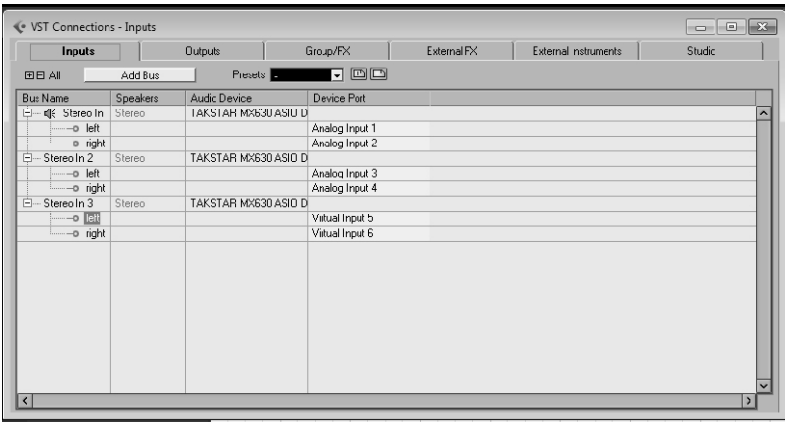 VST Connections - Inputs
Inputs Outputs Group/FX External FX External Instruments Studio
All Add Bus Presets -
Bus Name Speakers Audio Device Device Port
Stereo In Stereo TAKSTAR MX630 ASIO D
left Analog Input 1
right Analog Input 2
Stereo In 2 Stereo TAKSTAR MX630 ASIO D
left Analog Input 3
right Analog Input 4
Stereo In 3 Stereo TAKSTAR MX630 ASIO D
left Virtual Input 5
right Virtual Input 6